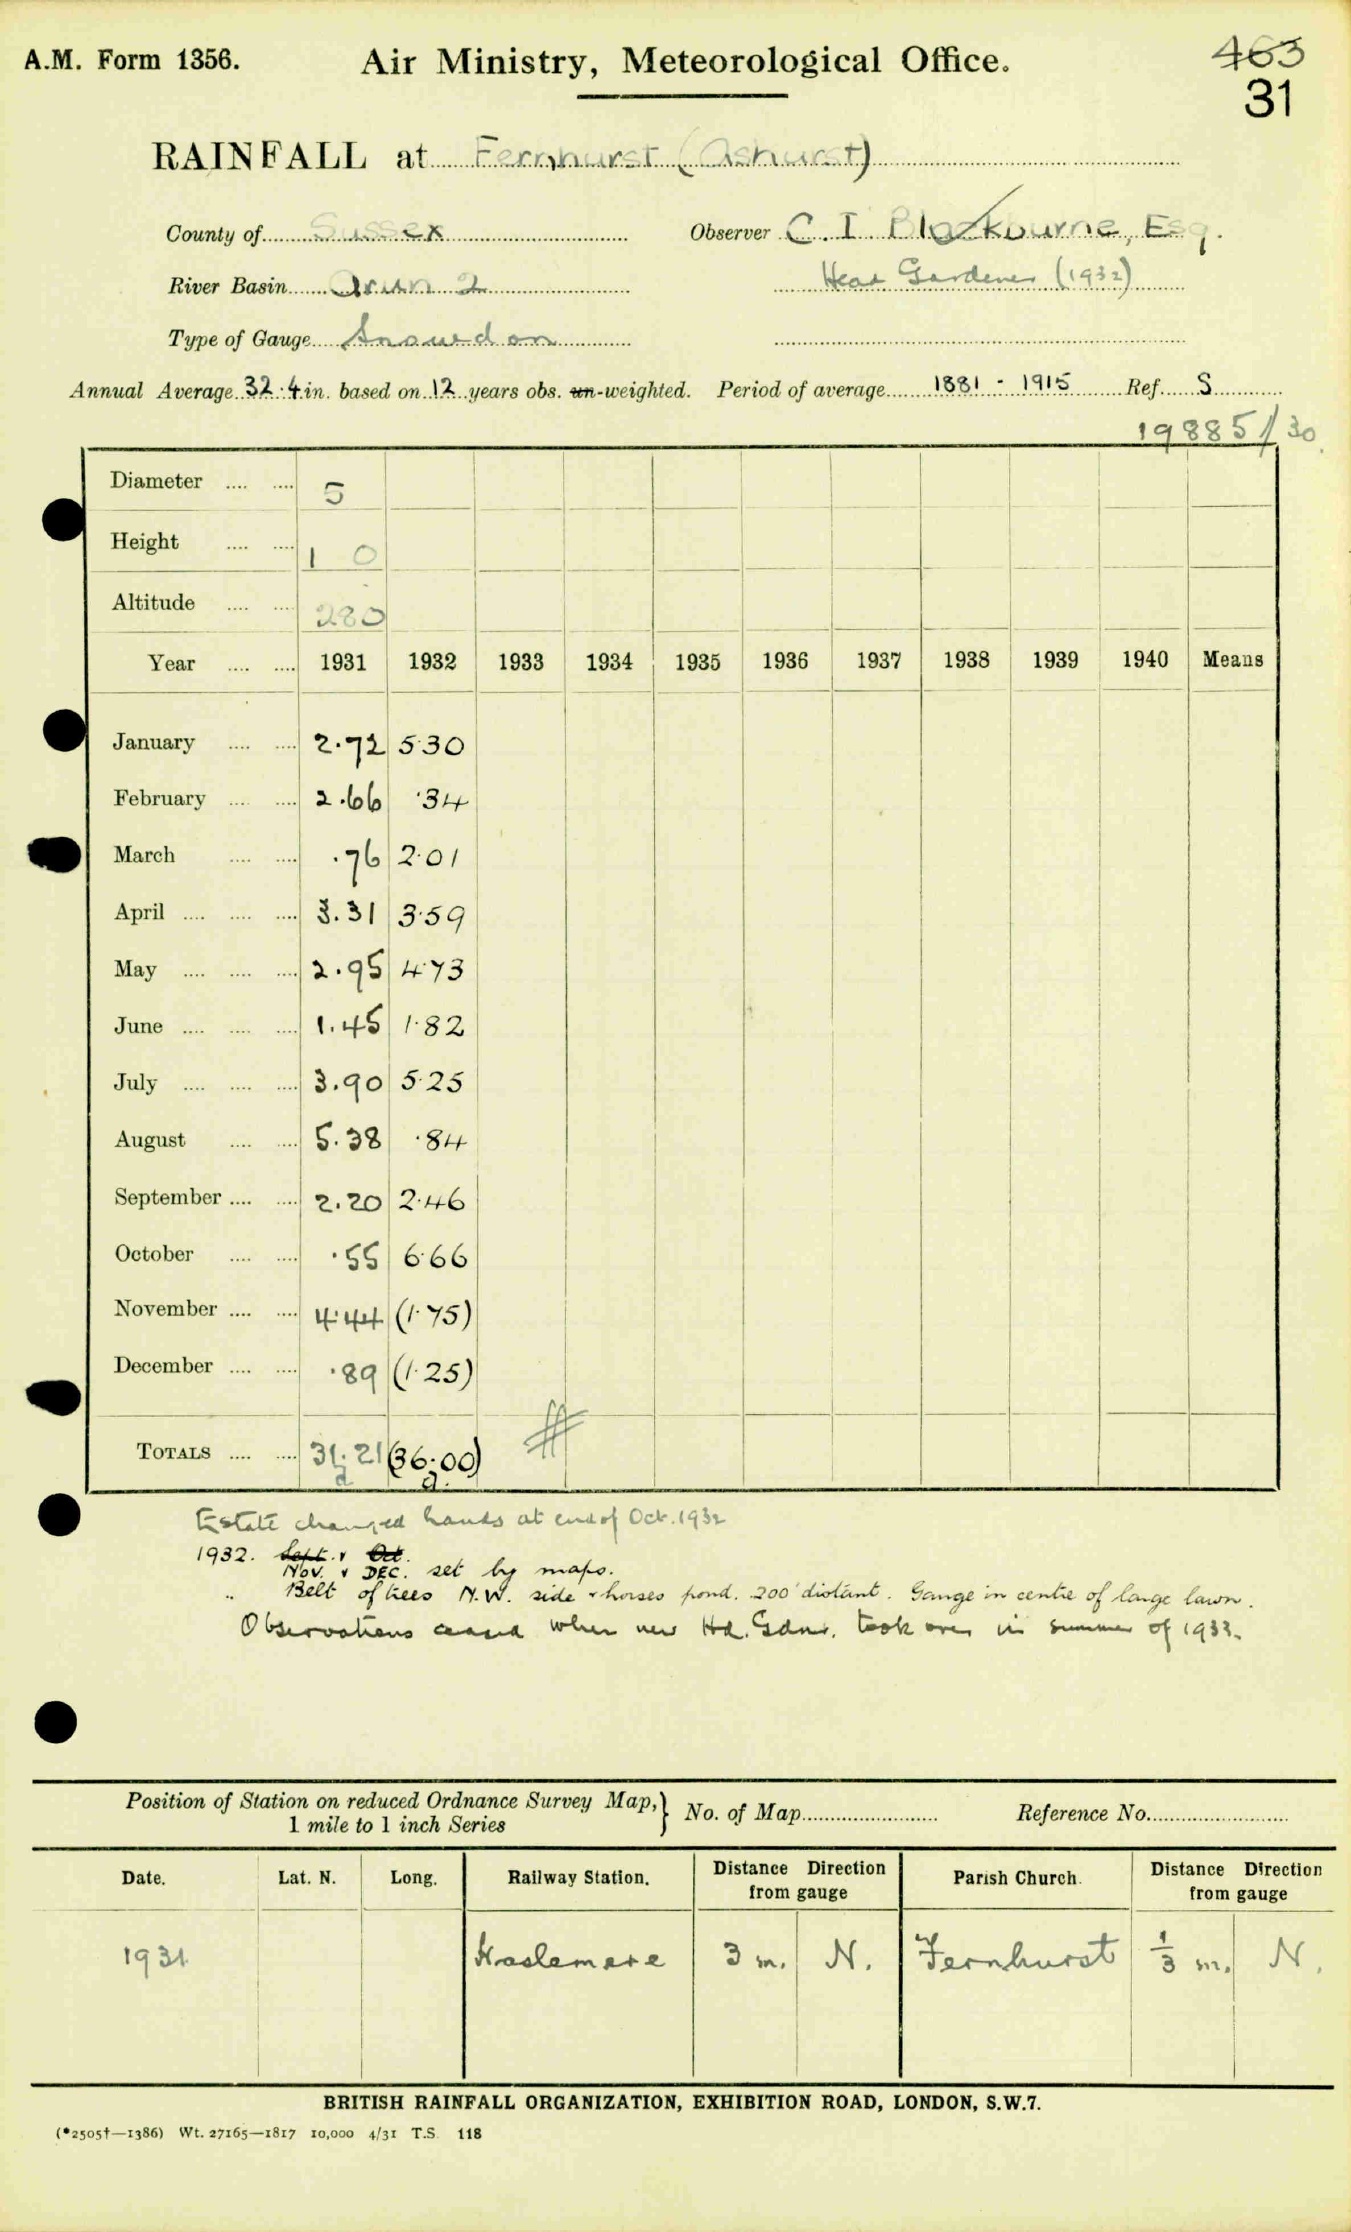 A.M. Form 1356. Air Ministry, Meteorological Office. 463
31
RAINFALL at Fernhurst (Ashurst)
County of Sussex Observer C. I. Blackburne, Esq.
River Basin Arun 2 Head Gardener (1932)
Type of Gauge Snowdon
Annual Average 32.4 in. based on 12 years obs. un-weighted. Period of average 1881 - 1915 Ref. S
19885/30
Diameter .... .... 5
Height .... .... 1 0
Altitude .... .... 280
Year .... .... 1931 1932 1933 1934 1935 1936 1937 1938 1939 1940 Means
January .... .... 2.72 5.30
February .... .... 2.66 .34
March .... .... .76 2.01
April .... .... .... 3.31 3.59
May .... .... .... 2.95 4.73
June .... .... .... 1.45 1.82
July .... .... .... 3.90 5.25
August .... .... 5.38 .84
September .... .... 2.20 2.46
October .... .... .55 6.66
November .... .... 4.44 (1.75)
December .... .... .89 (1.25)
TOTALS .... .... 31.21 (36.00)
Estate changed hands at end of Oct. 1932
1932. Sept. & Oct.
NOV. & DEC. set by maps.
" Belt of trees N.W. side & horses pond. 200' distant. Gauge in centre of large lawn.
Observations ceased when new Hd. Gdnr. took over in summer of 1933.
Position of Station on reduced Ordnance Survey Map,} No. of Map Reference No.
1 mile to 1 inch Series
Date. Lat. N. Long. Railway Station. Distance Direction Parish Church. Distance Direction
from gauge from gauge
1931 Haslemere 3 m. N. Fernhurst 1/3 m. N.
BRITISH RAINFALL ORGANIZATION, EXHIBITION ROAD, LONDON, S.W.7.
(*2505†—1386) Wt. 27165—1817 10,000 4/31 T.S. 118